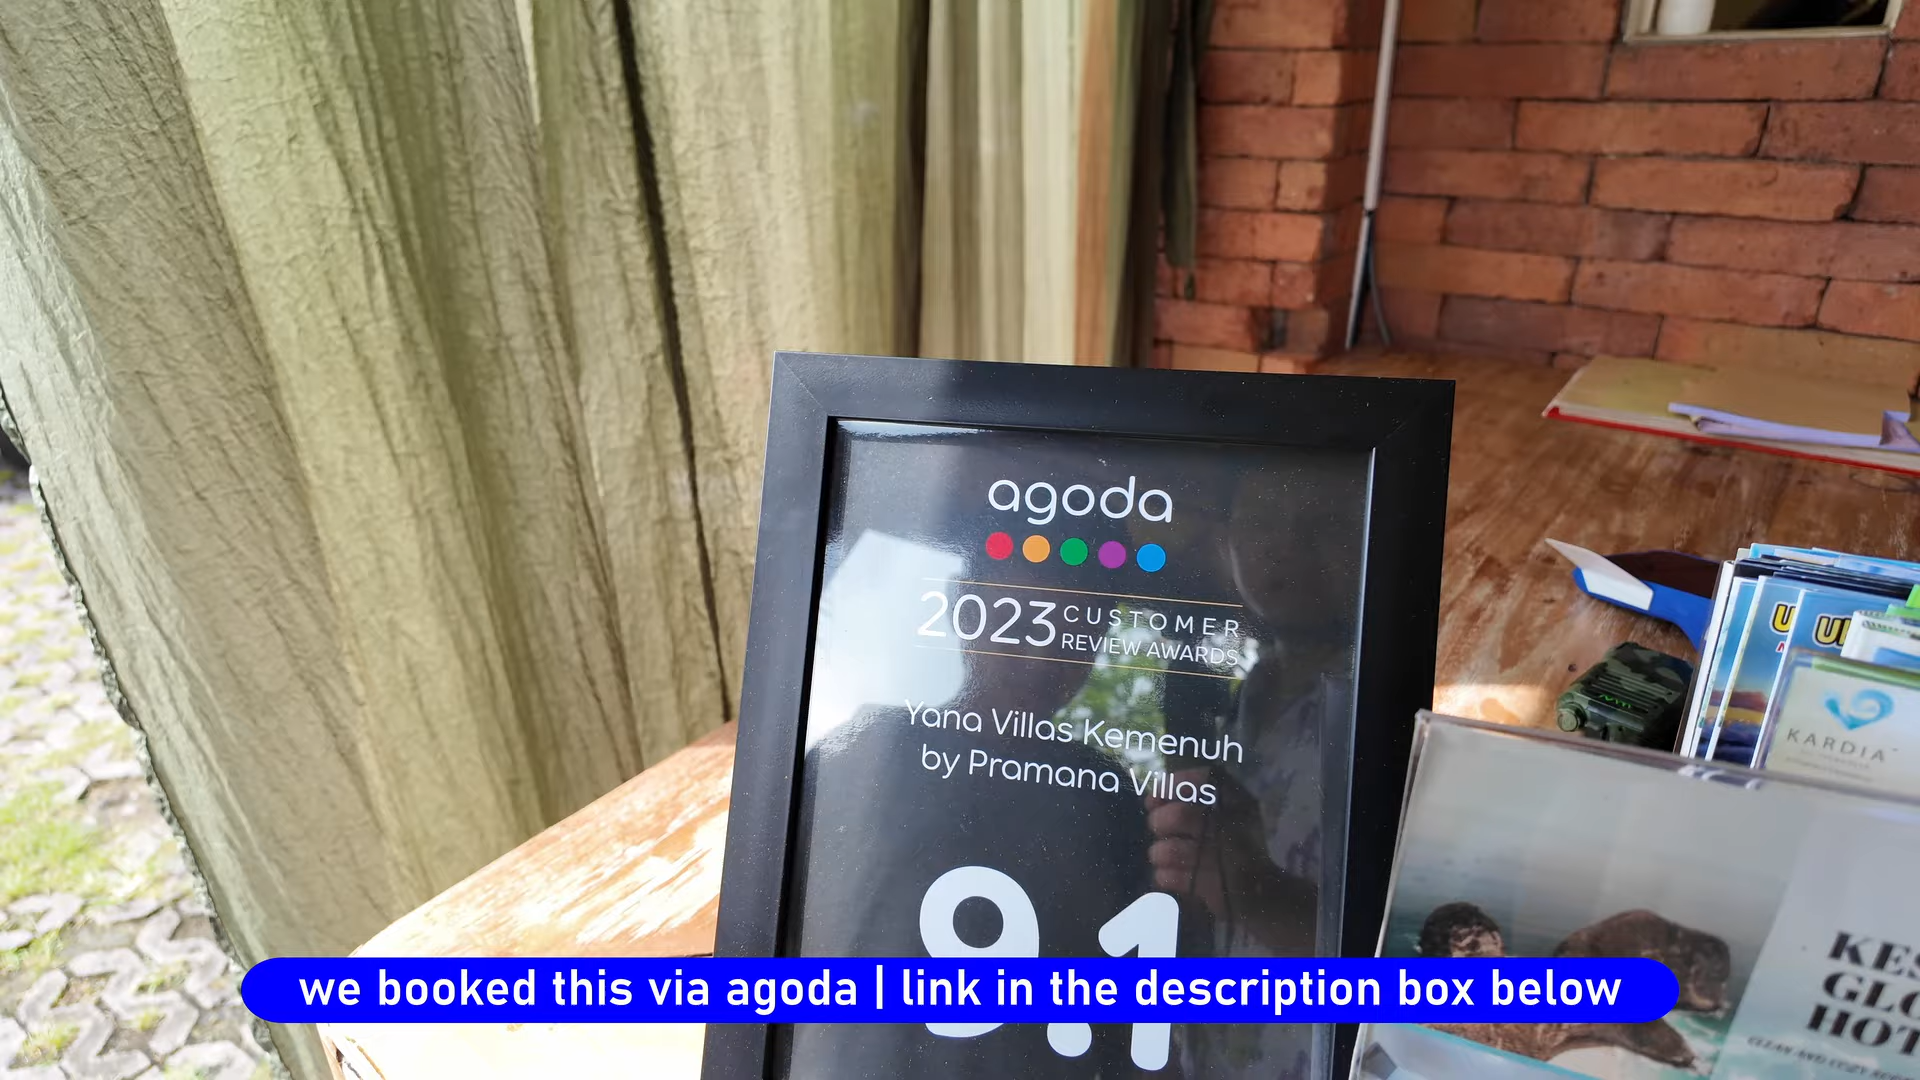 agoda
2023 CUSTOMER
REVIEW AWARDS
Yana Villas Kemenuh
by Pramana Villas
9.1
KARDIA
we booked this via agoda | link in the description box below